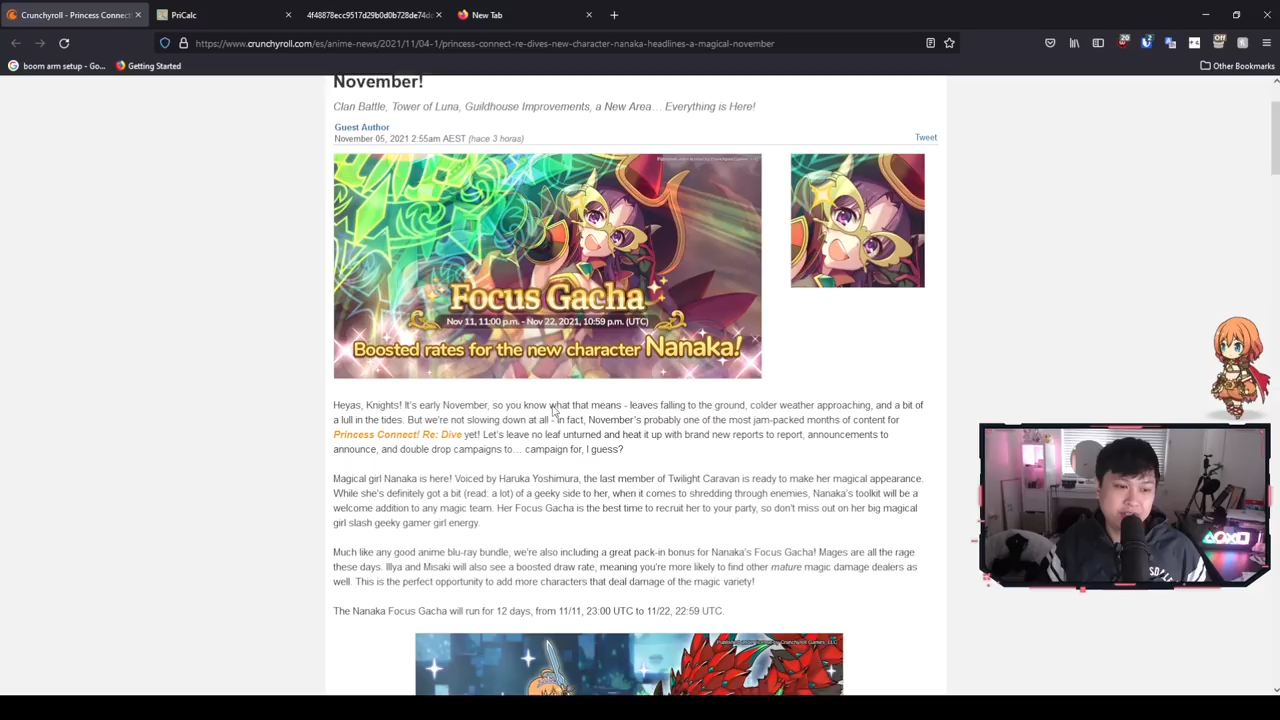 Crunchyroll - Princess Connect
PriCalc
4f48878ecc9517d29b0d0b728de74d
New Tab
https://www.crunchyroll.com/es/anime-news/2021/11/04-1/princess-connect-re-dives-new-character-nanaka-headlines-a-magical-november
20
Off
boom arm setup - Go...
Getting Started
Other Bookmarks
November!
Clan Battle, Tower of Luna, Guildhouse Improvements, a New Area… Everything is Here!
Guest Author
November 05, 2021 2:55am AEST (hace 3 horas)
Tweet
Focus Gacha
Nov 11, 11:00 p.m. - Nov 22, 2021, 10:59 p.m. (UTC)
Boosted rates for the new character Nanaka!
Heyas, Knights! It's early November, so you know what that means - leaves falling to the ground, colder weather approaching, and a bit of
a lull in the tides. But we're not slowing down at all - in fact, November's probably one of the most jam-packed months of content for
Princess Connect! Re: Dive yet! Let's leave no leaf unturned and heat it up with brand new reports to report, announcements to
announce, and double drop campaigns to… campaign for, I guess?
Magical girl Nanaka is here! Voiced by Haruka Yoshimura, the last member of Twilight Caravan is ready to make her magical appearance.
While she's definitely got a bit (read: a lot) of a geeky side to her, when it comes to shredding through enemies, Nanaka's toolkit will be a
welcome addition to any magic team. Her Focus Gacha is the best time to recruit her to your party, so don't miss out on her big magical
girl slash geeky gamer girl energy.
Much like any good anime blu-ray bundle, we're also including a great pack-in bonus for Nanaka's Focus Gacha! Mages are all the rage
these days. Illya and Misaki will also see a boosted draw rate, meaning you're more likely to find other mature magic damage dealers as
well. This is the perfect opportunity to add more characters that deal damage of the magic variety!
The Nanaka Focus Gacha will run for 12 days, from 11/11, 23:00 UTC to 11/22, 22:59 UTC.